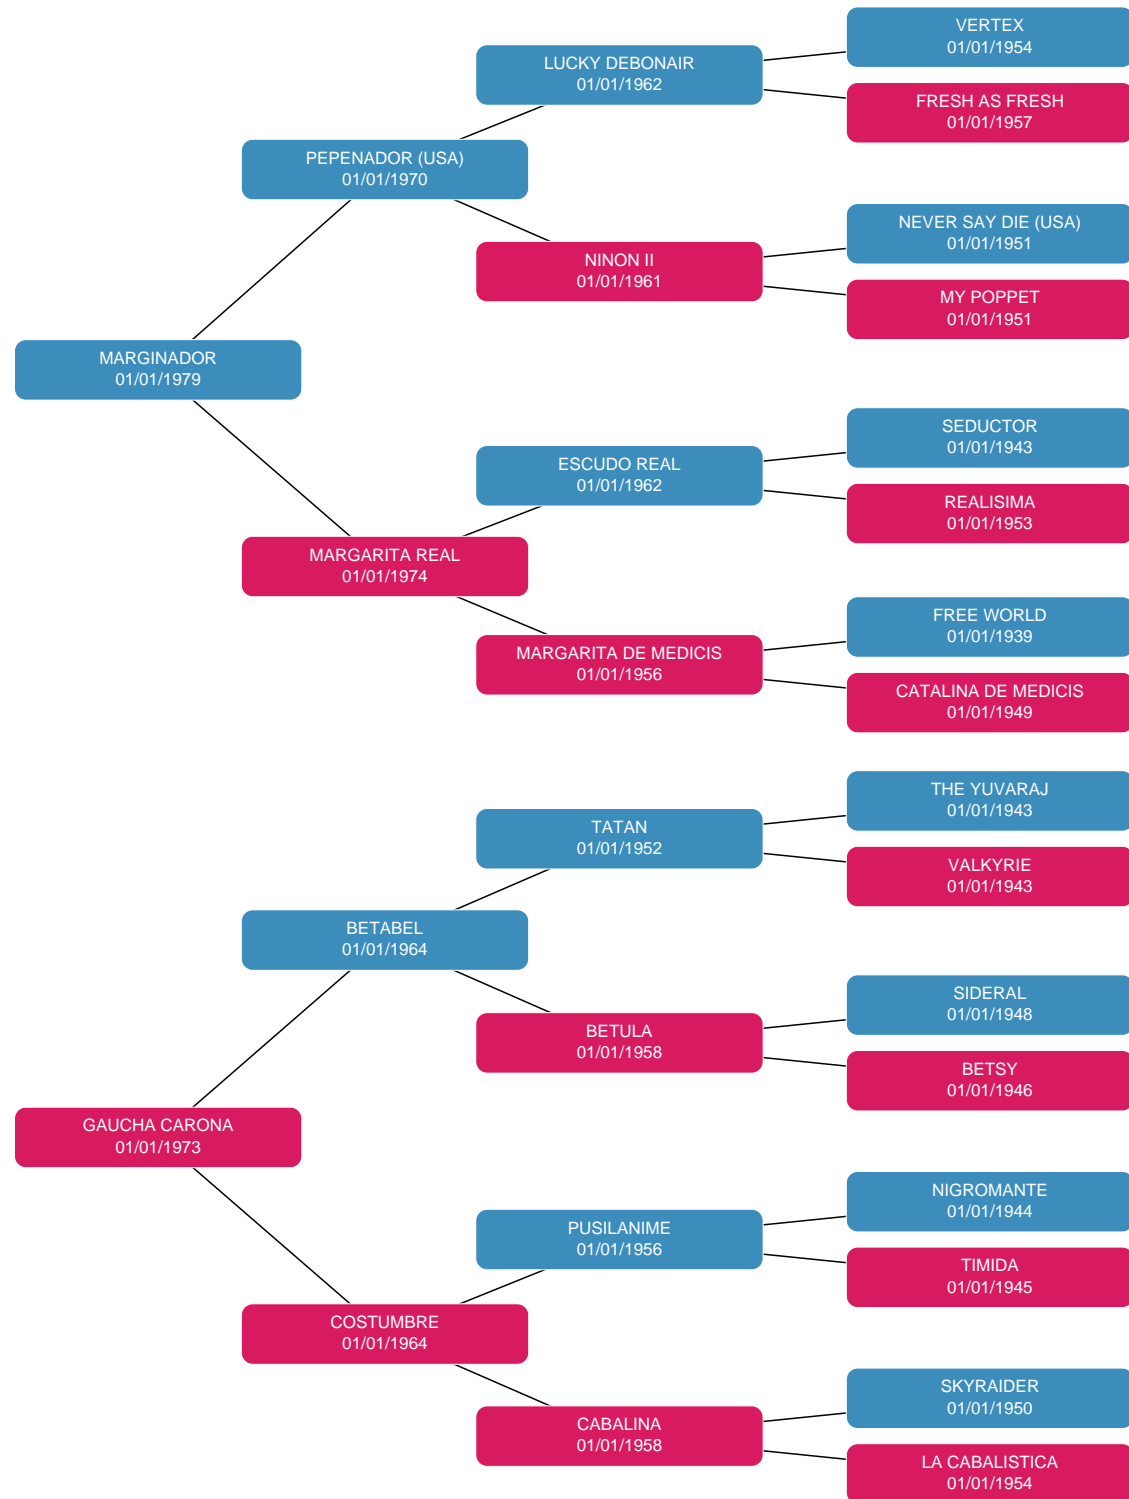 VERTEX
01/01/1954
LUCKY DEBONAIR
01/01/1962
FRESH AS FRESH
01/01/1957
PEPENADOR (USA)
01/01/1970
NEVER SAY DIE (USA)
01/01/1951
NINON II
01/01/1961
MY POPPET
01/01/1951
MARGINADOR
01/01/1979
SEDUCTOR
01/01/1943
ESCUDO REAL
01/01/1962
REALISIMA
01/01/1953
MARGARITA REAL
01/01/1974
FREE WORLD
01/01/1939
MARGARITA DE MEDICIS
01/01/1956
CATALINA DE MEDICIS
01/01/1949
THE YUVARAJ
01/01/1943
TATAN
01/01/1952
VALKYRIE
01/01/1943
BETABEL
01/01/1964
SIDERAL
01/01/1948
BETULA
01/01/1958
BETSY
01/01/1946
GAUCHA CARONA
01/01/1973
NIGROMANTE
01/01/1944
PUSILANIME
01/01/1956
TIMIDA
01/01/1945
COSTUMBRE
01/01/1964
SKYRAIDER
01/01/1950
CABALINA
01/01/1958
LA CABALISTICA
01/01/1954